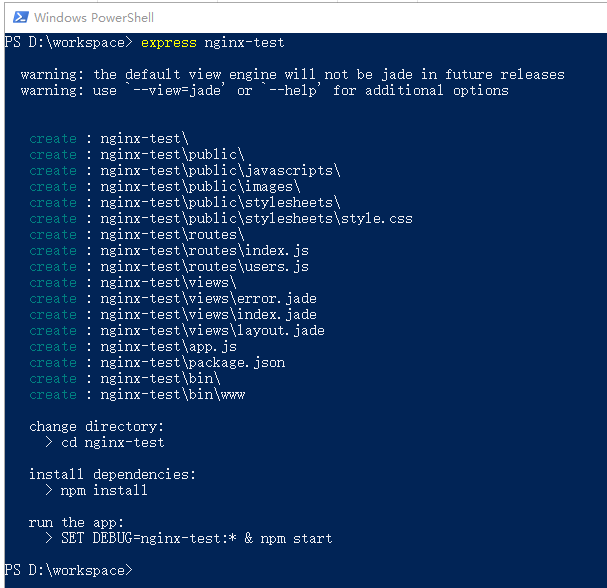 Windows PowerShell
PS D:\workspace> express nginx-test
warning: the default view engine will not be jade in future releases
warning: use `--view=jade' or `--help' for additional options
create : nginx-test\
create : nginx-test\public\
create : nginx-test\public\javascripts\
create : nginx-test\public\images\
create : nginx-test\public\stylesheets\
create : nginx-test\public\stylesheets\style.css
create : nginx-test\routes\
create : nginx-test\routes\index.js
create : nginx-test\routes\users.js
create : nginx-test\views\
create : nginx-test\views\error.jade
create : nginx-test\views\index.jade
create : nginx-test\views\layout.jade
create : nginx-test\app.js
create : nginx-test\package.json
create : nginx-test\bin\
create : nginx-test\bin\www
change directory:
> cd nginx-test
install dependencies:
> npm install
run the app:
> SET DEBUG=nginx-test:* & npm start
PS D:\workspace>